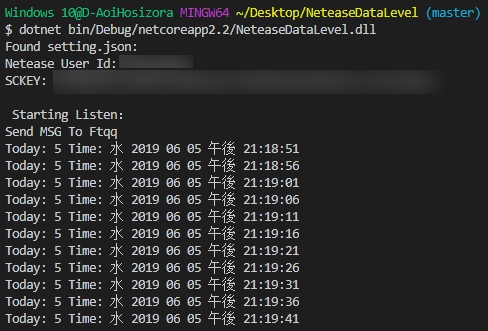 Windows 10@D-AoiHosizora MINGW64 ~/Desktop/NeteaseDataLevel (master)
$ dotnet bin/Debug/netcoreapp2.2/NeteaseDataLevel.dll
Found setting.json:
Netease User Id:
SCKEY:
Starting Listen:
Send MSG To Ftqq
Today: 5 Time: 水 2019 06 05 午後 21:18:51
Today: 5 Time: 水 2019 06 05 午後 21:18:56
Today: 5 Time: 水 2019 06 05 午後 21:19:01
Today: 5 Time: 水 2019 06 05 午後 21:19:06
Today: 5 Time: 水 2019 06 05 午後 21:19:11
Today: 5 Time: 水 2019 06 05 午後 21:19:16
Today: 5 Time: 水 2019 06 05 午後 21:19:21
Today: 5 Time: 水 2019 06 05 午後 21:19:26
Today: 5 Time: 水 2019 06 05 午後 21:19:31
Today: 5 Time: 水 2019 06 05 午後 21:19:36
Today: 5 Time: 水 2019 06 05 午後 21:19:41